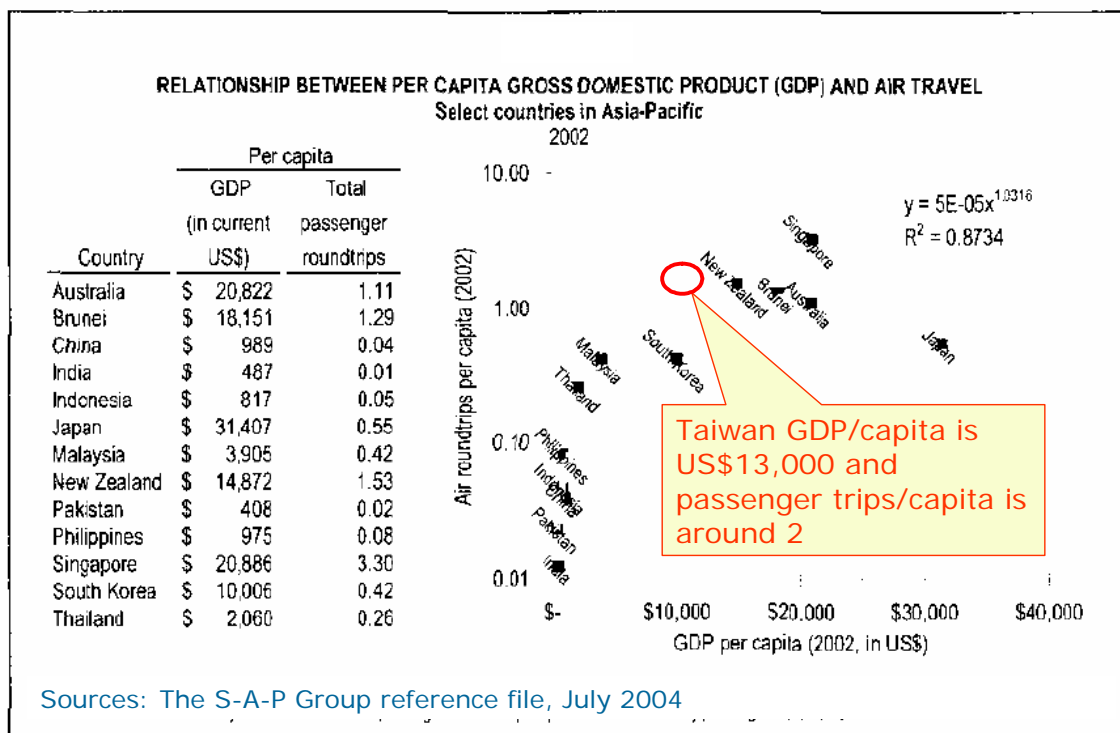 RELATIONSHIP BETWEEN PER CAPITA GROSS DOMESTIC PRODUCT (GDP) AND AIR TRAVEL
Select countries in Asia-Pacific
2002
Per capita
GDP Total
(in current passenger
Country US$) roundtrips
Australia $ 20,822 1.11
Brunei $ 18,151 1.29
China $ 989 0.04
India $ 487 0.01
Indonesia $ 817 0.05
Japan $ 31,407 0.55
Malaysia $ 3,905 0.42
New Zealand $ 14,872 1.53
Pakistan $ 408 0.02
Philippines $ 975 0.08
Singapore $ 20,886 3.30
South Korea $ 10,006 0.42
Thailand $ 2,060 0.26
Air roundtrips per capita (2002)
10.00
1.00
0.10
0.01
y = 5E-05x^1.0316
R² = 0.8734
Singapore
New Zealand
Brunei
Australia
Japan
Malaysia
South Korea
Thailand
Philippines
Indonesia
China
Pakistan
India
Taiwan GDP/capita is
US$13,000 and
passenger trips/capita is
around 2
$- $10,000 $20.000 $30,000 $40,000
GDP per capita (2002, in US$)
Sources: The S-A-P Group reference file, July 2004